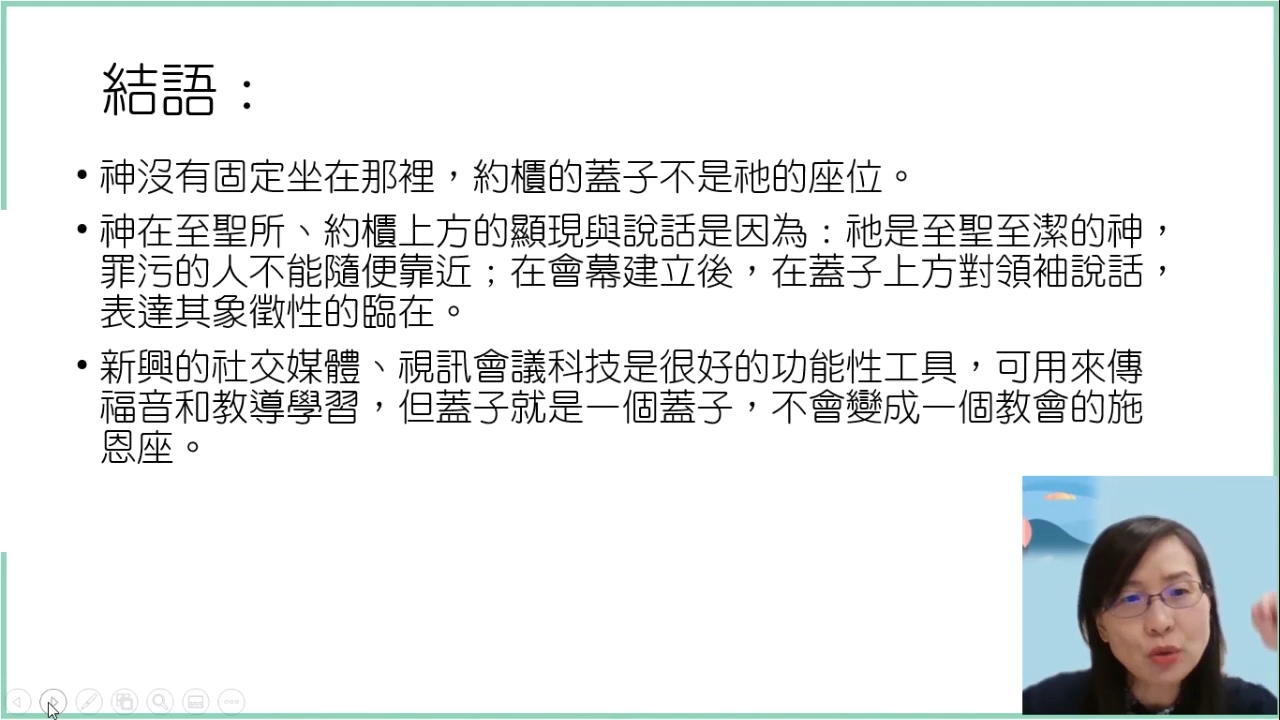 結語：
• 神沒有固定坐在那裡，約櫃的蓋子不是祂的座位。
• 神在至聖所、約櫃上方的顯現與說話是因為：祂是至聖至潔的神，
罪污的人不能隨便靠近；在會幕建立後，在蓋子上方對領袖說話，
表達其象徵性的臨在。
• 新興的社交媒體、視訊會議科技是很好的功能性工具，可用來傳
福音和教導學習，但蓋子就是一個蓋子，不會變成一個教會的施
恩座。